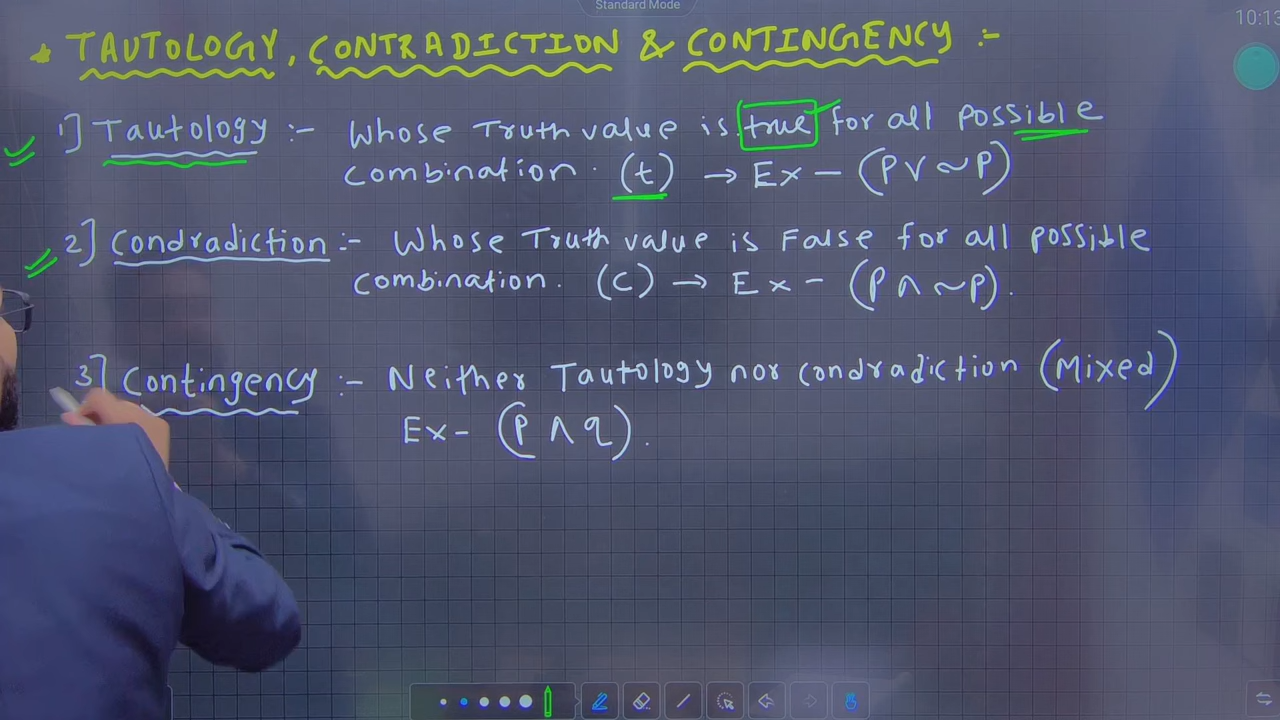 Standard Mode
10:13
* TAUTOLOGY, CONTRADICTION & CONTINGENCY :-
1] Tautology :- Whose Truth value is true for all possible
combination. (t) → Ex - (P ∨ ~P)
2] Condradiction :- Whose Truth value is False for all possible
combination. (C) → Ex - (P ∧ ~P).
3] Contingency :- Neither Tautology nor condradiction (Mixed)
Ex - (P ∧ q).